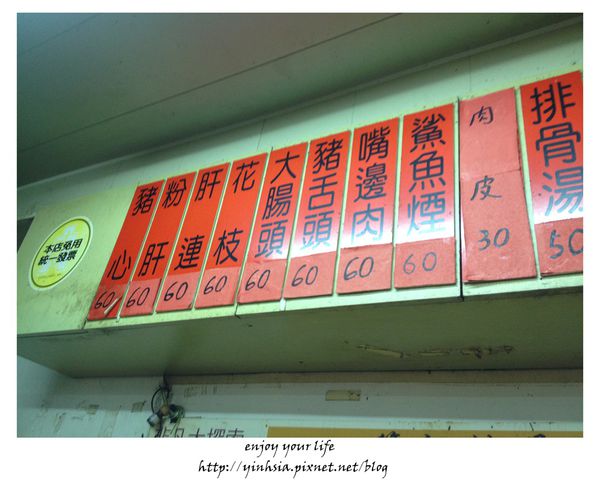 本店免用
統一發票
豬心 60
粉肝 60
肝連 60
花枝 60
大腸頭 60
豬舌頭 60
嘴邊肉 60
鯊魚煙 60
肉皮 30
排骨湯 50
enjoy your life
http://yinhsia.pixnet.net/blog